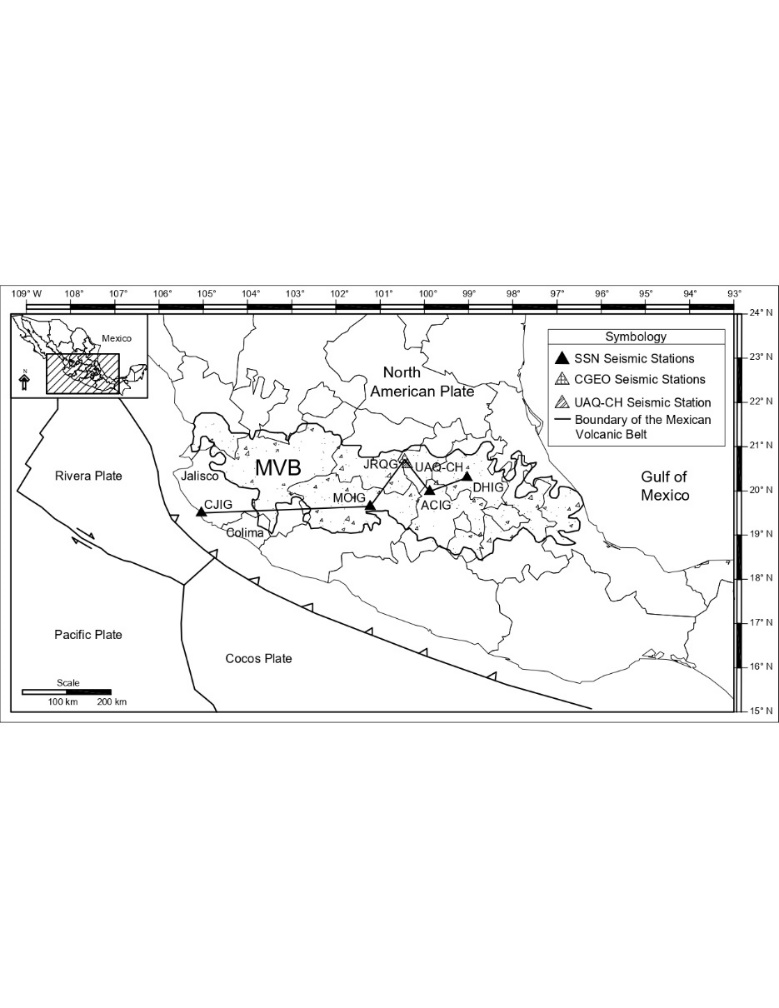 109° W 108° 107° 106° 105° 104° 103° 102° 101° 100° 99° 98° 97° 96° 95° 94° 93°
24° N
Mexico
N
Symbology
SSN Seismic Stations
CGEO Seismic Stations
UAQ-CH Seismic Station
Boundary of the Mexican
Volcanic Belt
23° N
North
American Plate
22° N
21° N
MVB
JRQG
UAQ-CH
Rivera Plate
Jalisco
Gulf of
Mexico
DHIG
20° N
MOIG
CJIG
ACIG
Colima
19° N
18° N
17° N
Pacific Plate
Cocos Plate
16° N
Scale
100 km 200 km
15° N